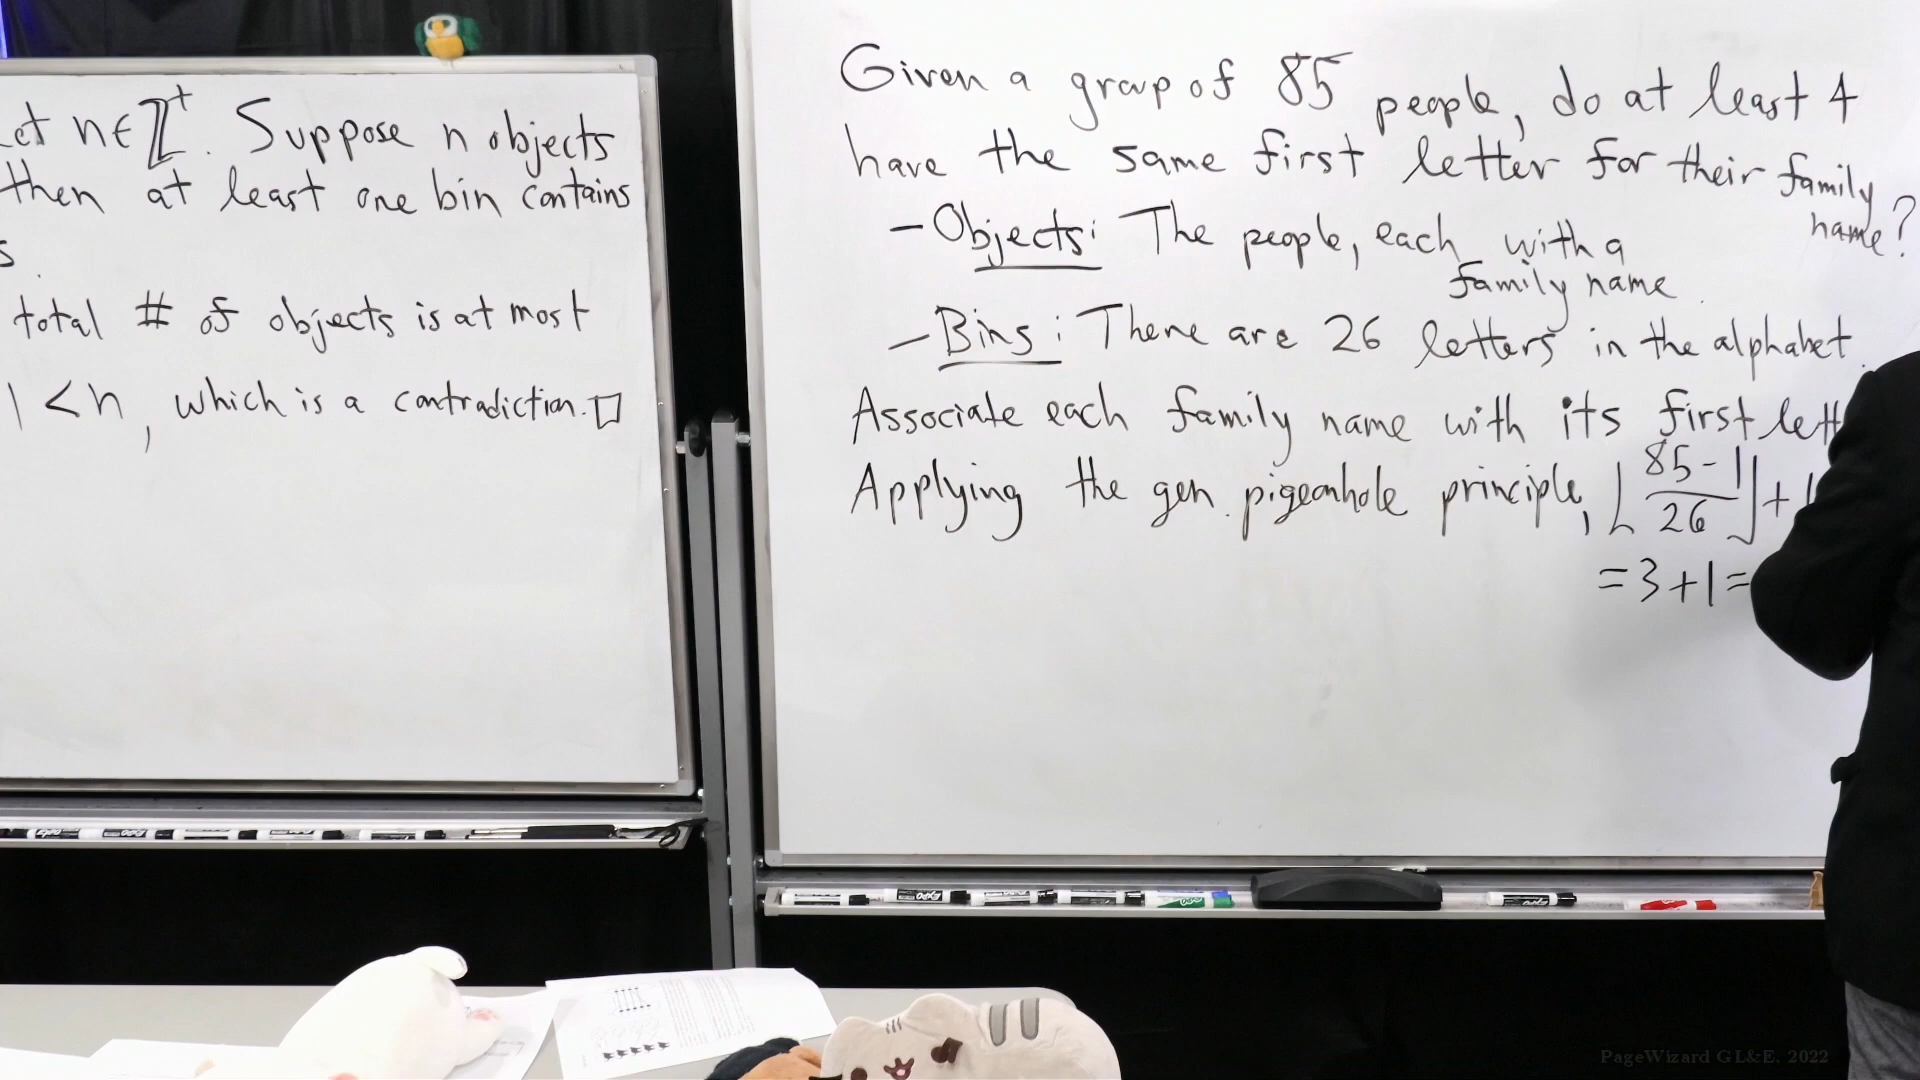 et n∈ℤ⁺. Suppose n objects
then at least one bin contains
s.
total # of objects is at most
1 < n, which is a contradiction. □
Given a group of 85 people, do at least 4
have the same first letter for their family
name?
- Objects: The people, each with a
family name.
- Bins: There are 26 letters in the alphabet.
Associate each family name with its first lett
Applying the gen. pigeonhole principle, ⌊(85-1)/26⌋ + 1
= 3 + 1 =
PageWizard GL&E, 2022